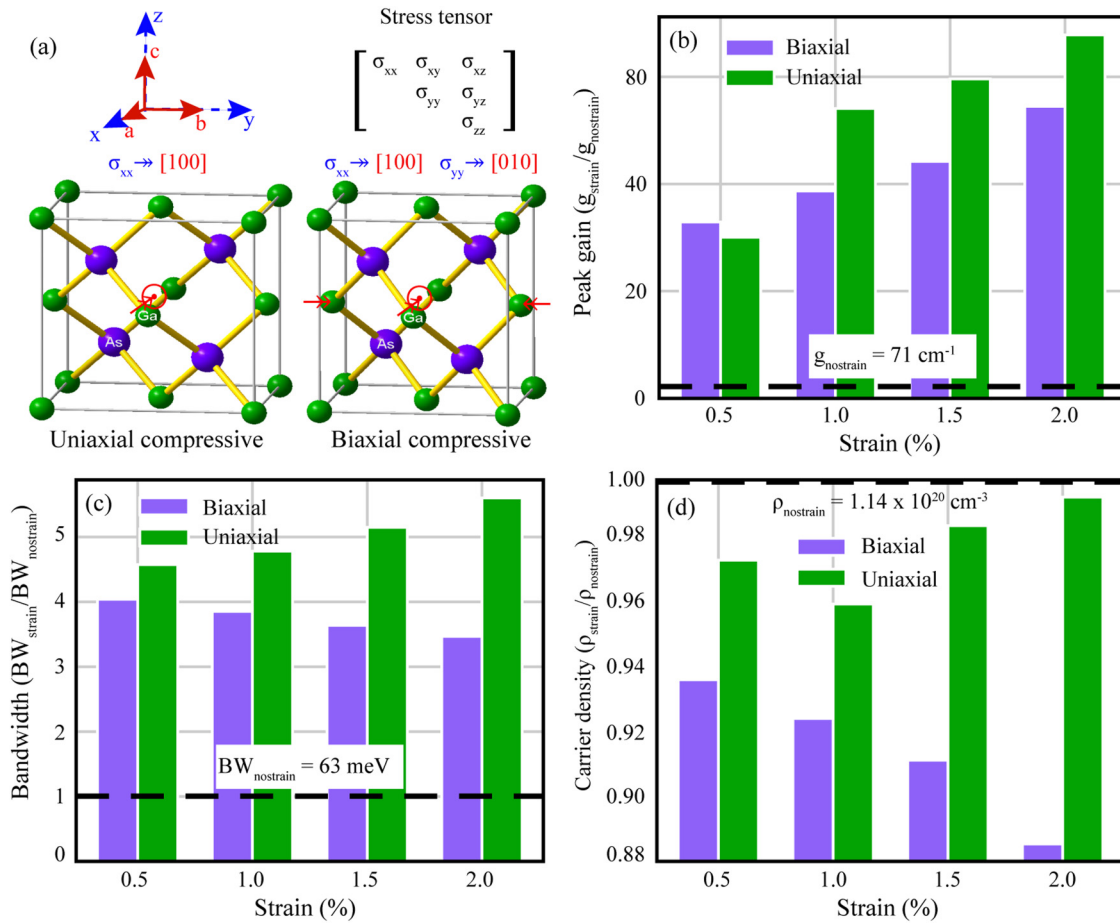 (a)
z
c
x
a
b
y
Stress tensor
σxx σxy σxz
σyy σyz
σzz
σxx ↠ [100]
σxx ↠ [100] σyy ↠ [010]
Ga
As
Ga
As
Uniaxial compressive
Biaxial compressive
(b)
Biaxial
Uniaxial
Peak gain (gstrain/gnostrain)
80
40
20
0
gnostrain = 71 cm-1
0.5 1.0 1.5 2.0
Strain (%)
(c)
Biaxial
Uniaxial
Bandwidth (BWstrain/BWnostrain)
5
4
3
2
1
0
BWnostrain = 63 meV
0.5 1.0 1.5 2.0
Strain (%)
(d)
ρnostrain = 1.14 x 1020 cm-3
Biaxial
Uniaxial
Carrier density (ρstrain/ρnostrain)
1.00
0.98
0.96
0.94
0.92
0.90
0.88
0.5 1.0 1.5 2.0
Strain (%)